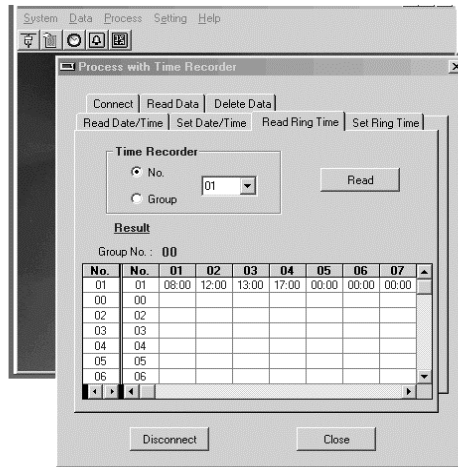 System Data Process Setting Help
Process with Time Recorder
Connect Read Data Delete Data
Read Date/Time Set Date/Time Read Ring Time Set Ring Time
Time Recorder
No.
01
Group
Read
Result
Group No. : 00
No. No. 01 02 03 04 05 06 07
01 01 08:00 12:00 13:00 17:00 00:00 00:00 00:00
00 00
02 02
03 03
04 04
05 05
06 06
Disconnect Close